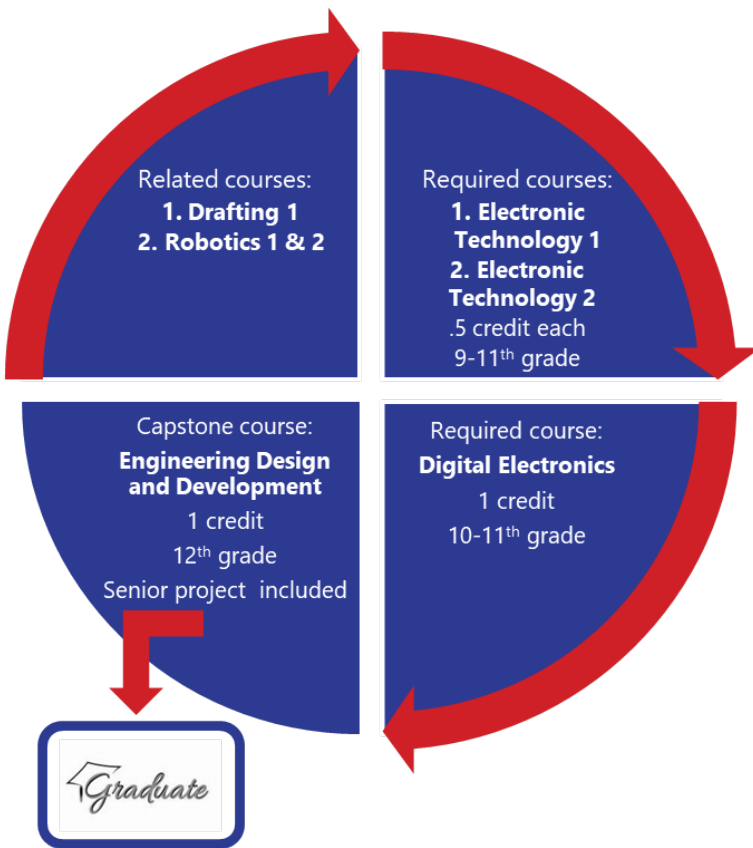 Related courses:
1. Drafting 1
2. Robotics 1 & 2
Required courses:
1. Electronic
Technology 1
2. Electronic
Technology 2
.5 credit each
9-11th grade
Required course:
Digital Electronics
1 credit
10-11th grade
Capstone course:
Engineering Design
and Development
1 credit
12th grade
Senior project included
Graduate